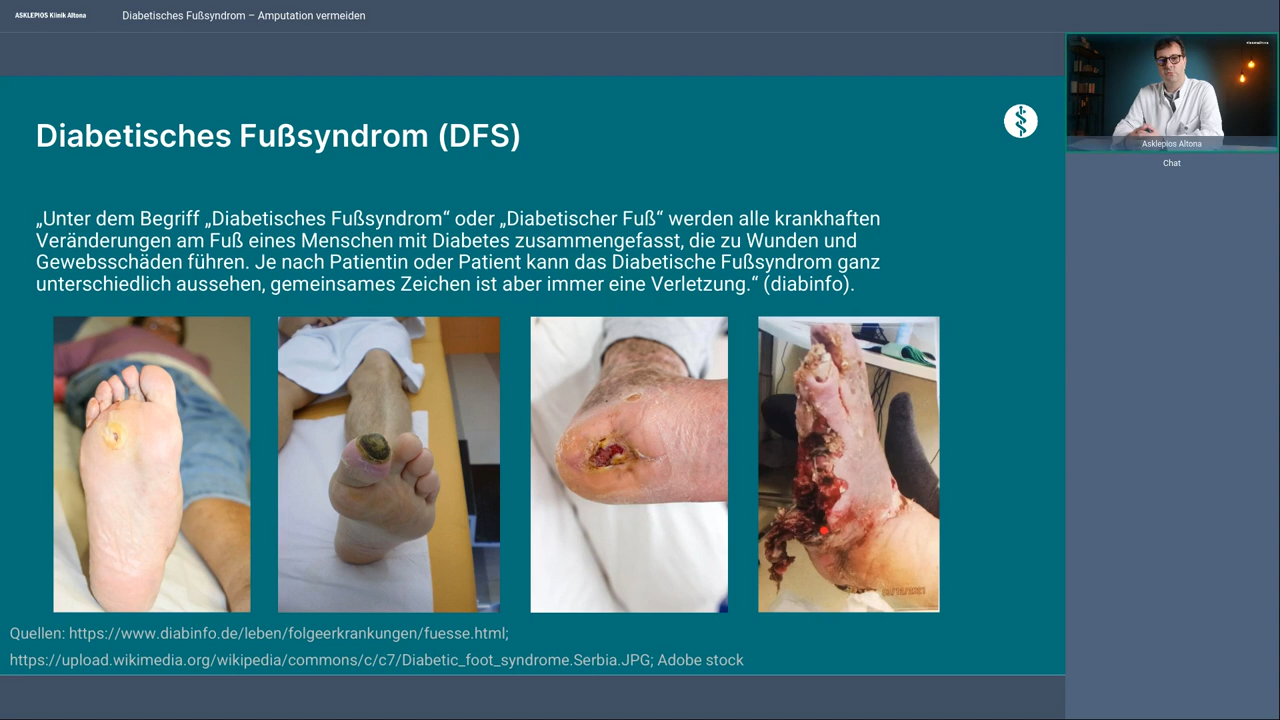 ASKLEPIOS Klinik Altona
Diabetisches Fußsyndrom – Amputation vermeiden
Diabetisches Fußsyndrom (DFS)
„Unter dem Begriff „Diabetisches Fußsyndrom“ oder „Diabetischer Fuß“ werden alle krankhaften
Veränderungen am Fuß eines Menschen mit Diabetes zusammengefasst, die zu Wunden und
Gewebsschäden führen. Je nach Patientin oder Patient kann das Diabetische Fußsyndrom ganz
unterschiedlich aussehen, gemeinsames Zeichen ist aber immer eine Verletzung.“ (diabinfo).
Quellen: https://www.diabinfo.de/leben/folgeerkrankungen/fuesse.html;
https://upload.wikimedia.org/wikipedia/commons/c/c7/Diabetic_foot_syndrome.Serbia.JPG; Adobe stock
Asklepios Altona
Chat